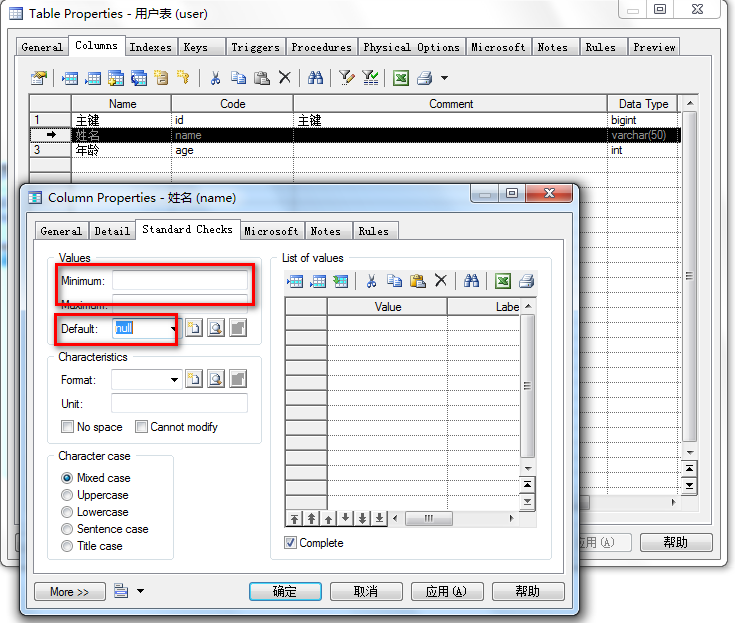 Table Properties - 用户表 (user)
General Columns Indexes Keys Triggers Procedures Physical Options Microsoft Notes Rules Preview
Name Code Comment Data Type
1 主键 id 主键 bigint
姓名 name varchar(50)
3 年龄 age int
Column Properties - 姓名 (name)
General Detail Standard Checks Microsoft Notes Rules
Values List of values
Minimum:
Maximum:
Value Labe
Default: null
Characteristics
Format:
Unit:
No space Cannot modify
Character case
Mixed case
Uppercase
Lowercase
Sentence case
Title case
Complete
应用(A) 帮助
More >> 确定 取消 应用(A) 帮助